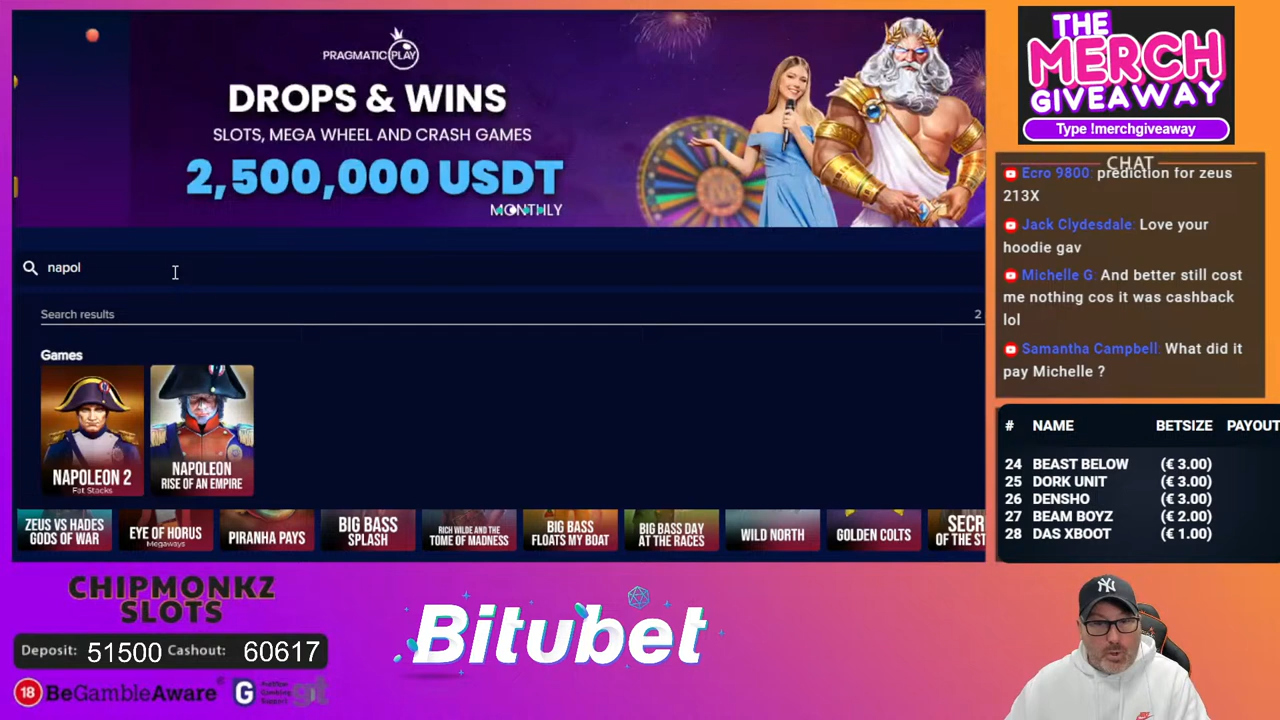 PRAGMATIC PLAY
DROPS & WINS
SLOTS, MEGA WHEEL AND CRASH GAMES
2,500,000 USDT
MONTHLY
napol
Search results
2
Games
NAPOLEON 2
Fat Stacks
NAPOLEON
RISE OF AN EMPIRE
ZEUS VS HADES
GODS OF WAR
EYE OF HORUS
Megaways
PIRANHA PAYS
BIG BASS
SPLASH
RICH WILDE AND THE
TOME OF MADNESS
BIG BASS
FLOATS MY BOAT
BIG BASS DAY
AT THE RACES
WILD NORTH
GOLDEN COLTS
SECR
OF THE ST
THE
MERCH
GIVEAWAY
Type !merchgiveaway
CHAT
Ecro 9800: prediction for zeus
213X
Jack Clydesdale: Love your
hoodie gav
Michelle G: And better still cost
me nothing cos it was cashback
lol
Samantha Campbell: What did it
pay Michelle ?
# NAME BETSIZE PAYOUT
24 BEAST BELOW (€ 3.00)
25 DORK UNIT (€ 3.00)
26 DENSHO (€ 3.00)
27 BEAM BOYZ (€ 2.00)
28 DAS XBOOT (€ 1.00)
CHIPMONKZ
SLOTS
Deposit: 51500 Cashout: 60617
18 BeGambleAware
Bitubet
NY